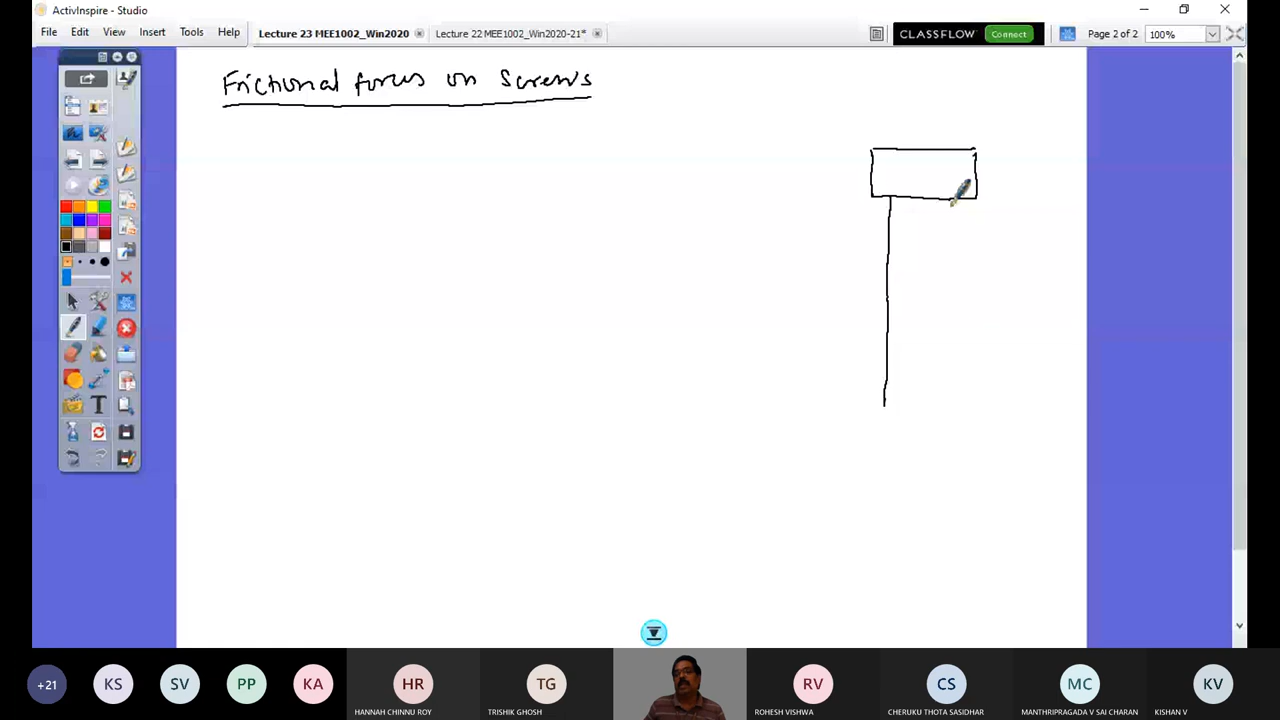 ActivInspire - Studio
File Edit View Insert Tools Help
Lecture 23 MEE1002_Win2020 Lecture 22 MEE1002_Win2020-21*
CLASSFLOW Connect
Page 2 of 2 100%
Frictional forces on Screws
T
+21 KS SV PP KA HR TG RV CS MC KV
HANNAH CHINNU ROY TRISHIK GHOSH ROHESH VISHWA CHERUKU THOTA SASIDHAR MANTHRIPRAGADA V SAI CHARAN KISHAN V